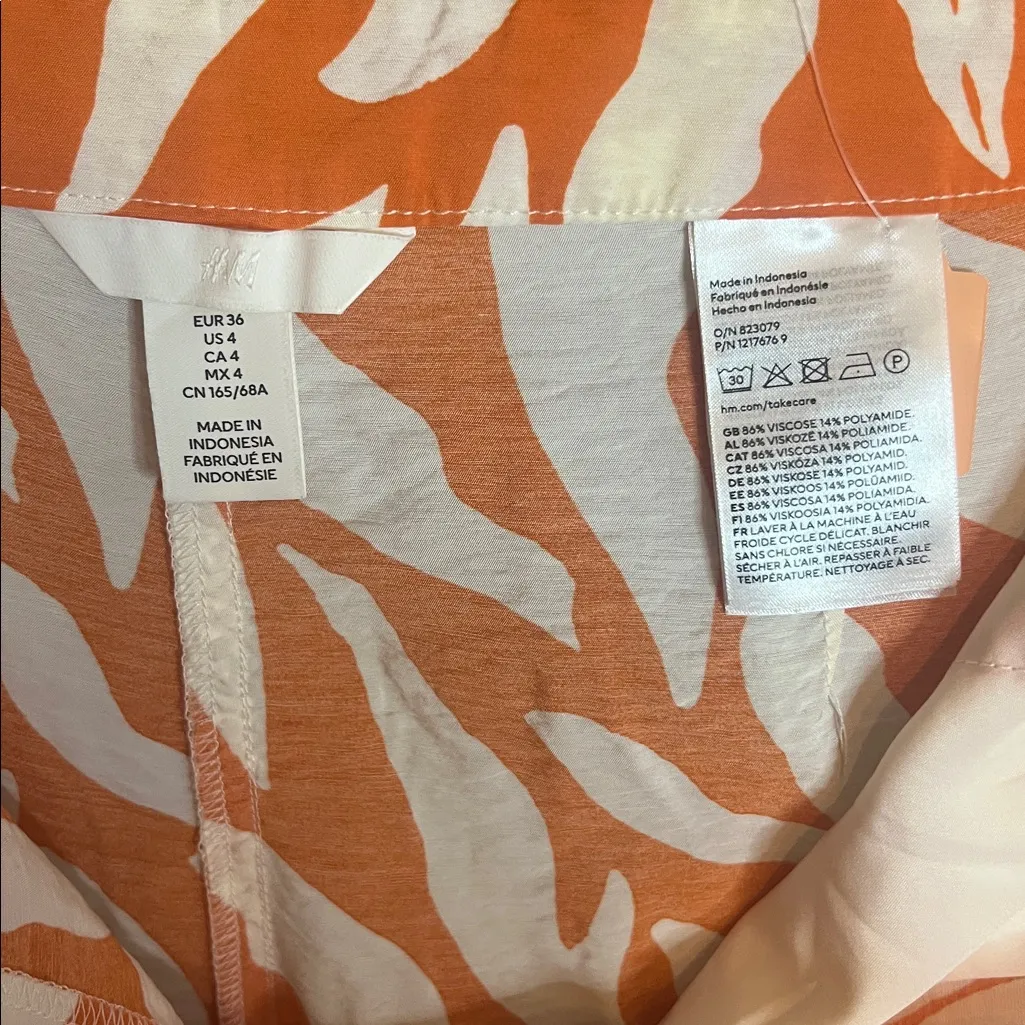 H&M
EUR 36
US 4
CA 4
MX 4
CN 165/68A
MADE IN
INDONESIA
FABRIQUÉ EN
INDONÉSIE
Made in Indonesia
Fabriqué en Indonésie
Hecho en Indonesia
O/N 823079
P/N 1217676 9
30
P
hm.com/takecare
GB 86% VISCOSE 14% POLYAMIDE.
AL 86% VISKOZË 14% POLIAMIDE.
CAT 86% VISCOSA 14% POLIAMIDA.
CZ 86% VISKÓZA 14% POLYAMID.
DE 86% VISKOSE 14% POLYAMID.
EE 86% VISKOOS 14% POLÜAMIID.
ES 86% VISCOSA 14% POLIAMIDA.
FI 86% VISKOOSIA 14% POLYAMIDIA.
FR LAVER À LA MACHINE À L'EAU
FROIDE CYCLE DÉLICAT. BLANCHIR
SANS CHLORE SI NÉCESSAIRE.
SÉCHER À L'AIR. REPASSER À FAIBLE
TEMPÉRATURE. NETTOYAGE À SEC.